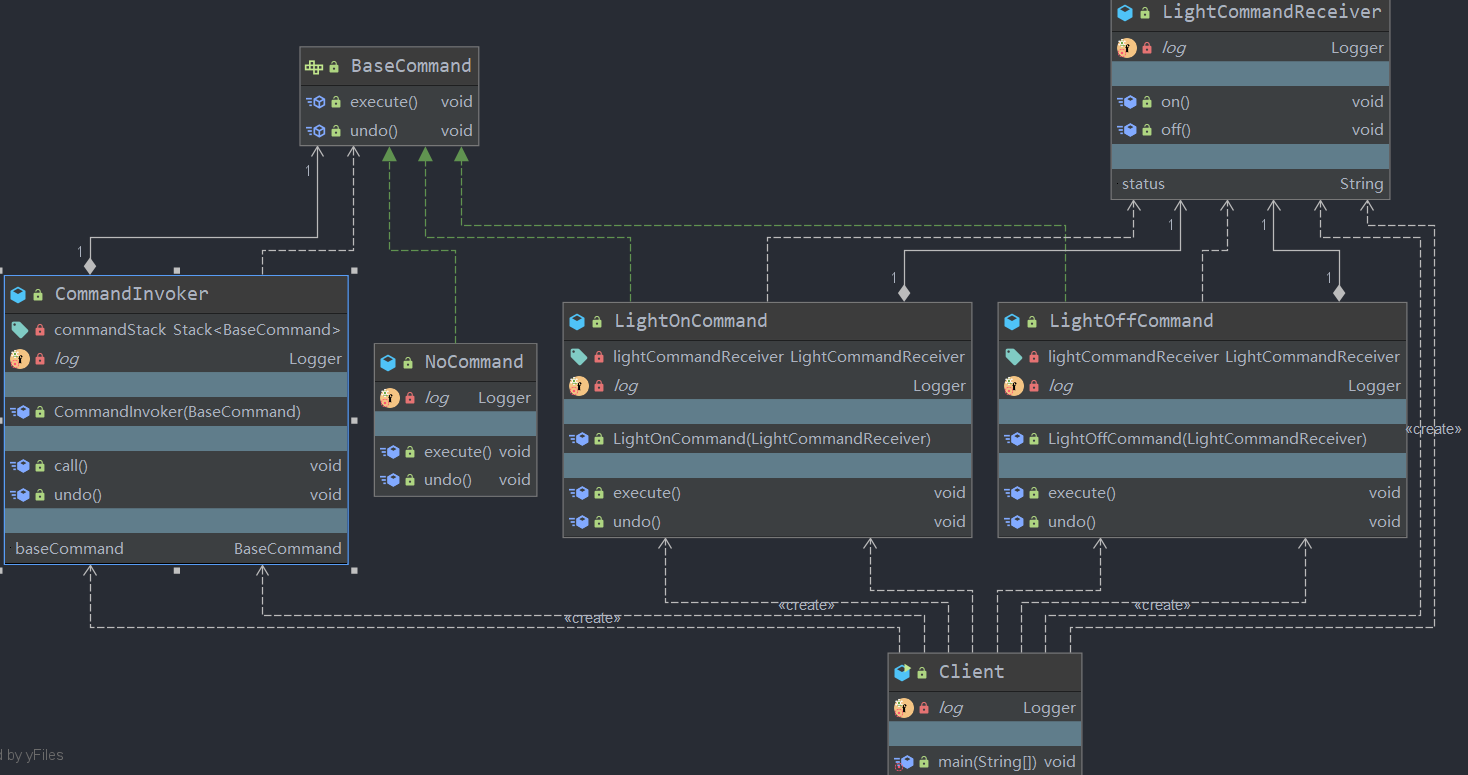 LightCommandReceiver
log Logger
on() void
off() void
status String
BaseCommand
execute() void
undo() void
1
1
CommandInvoker
commandStack Stack<BaseCommand>
log Logger
CommandInvoker(BaseCommand)
call() void
undo() void
baseCommand BaseCommand
NoCommand
log Logger
execute() void
undo() void
1
1
LightOnCommand
lightCommandReceiver LightCommandReceiver
log Logger
LightOnCommand(LightCommandReceiver)
execute() void
undo() void
1
1
LightOffCommand
lightCommandReceiver LightCommandReceiver
log Logger
LightOffCommand(LightCommandReceiver)
execute() void
undo() void
«create»
«create»
«create»
«create»
Client
log Logger
main(String[]) void
by yFiles